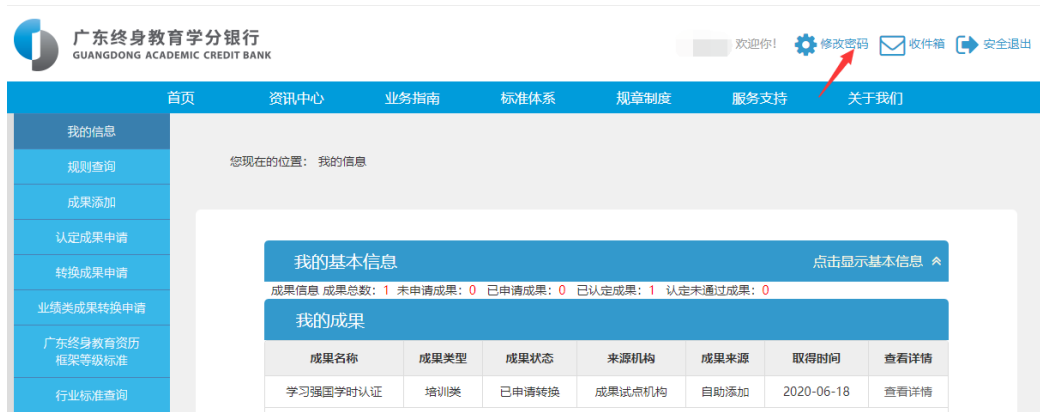 广东终身教育学分银行
GUANGDONG ACADEMIC CREDIT BANK
欢迎你! 修改密码 收件箱 安全退出
首页 资讯中心 业务指南 标准体系 规章制度 服务支持 关于我们
我的信息
规则查询
成果添加
认定成果申请
转换成果申请
业绩类成果转换申请
广东终身教育资历
框架等级标准
行业标准查询
您现在的位置: 我的信息
我的基本信息 点击显示基本信息
成果信息 成果总数: 1 未申请成果: 0 已申请成果: 0 已认定成果: 1 认定未通过成果: 0
我的成果
成果名称 成果类型 成果状态 来源机构 成果来源 取得时间 查看详情
学习强国学时认证 培训类 已申请转换 成果试点机构 自助添加 2020-06-18 查看详情